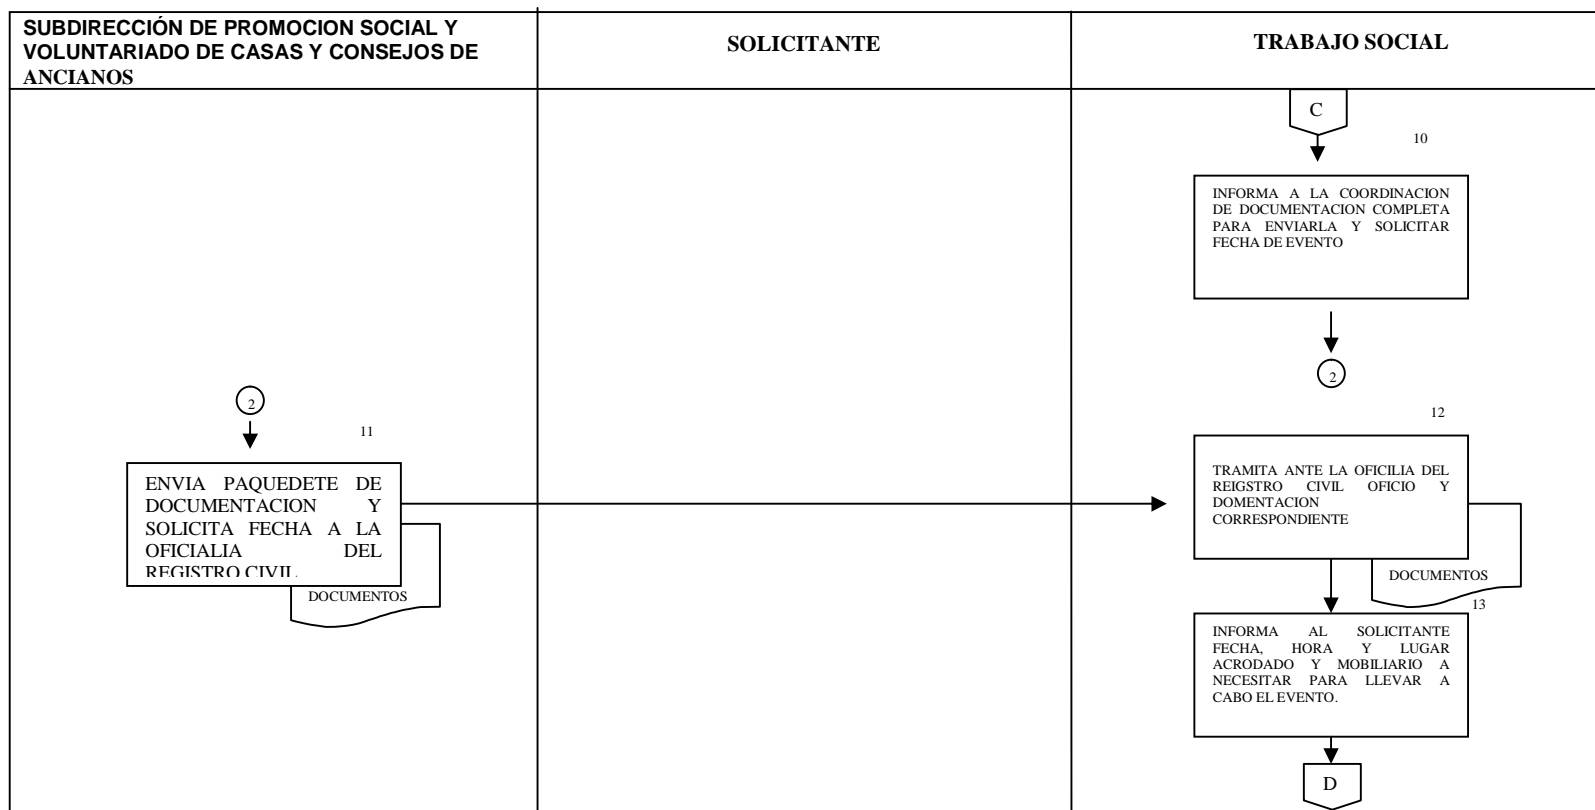 SUBDIRECCIÓN DE PROMOCION SOCIAL Y
VOLUNTARIADO DE CASAS Y CONSEJOS DE
ANCIANOS
SOLICITANTE
TRABAJO SOCIAL
C
10
INFORMA A LA COORDINACION
DE DOCUMENTACION COMPLETA
PARA ENVIARLA Y SOLICITAR
FECHA DE EVENTO
2
2
11
ENVIA PAQUEDETE DE
DOCUMENTACION Y
SOLICITA FECHA A LA
OFICIALIA DEL
REGISTRO CIVIL
DOCUMENTOS
12
TRAMITA ANTE LA OFICILIA DEL
REIGSTRO CIVIL OFICIO Y
DOMENTACION
CORRESPONDIENTE
DOCUMENTOS
13
INFORMA AL SOLICITANTE
FECHA, HORA Y LUGAR
ACRODADO Y MOBILIARIO A
NECESITAR PARA LLEVAR A
CABO EL EVENTO.
D